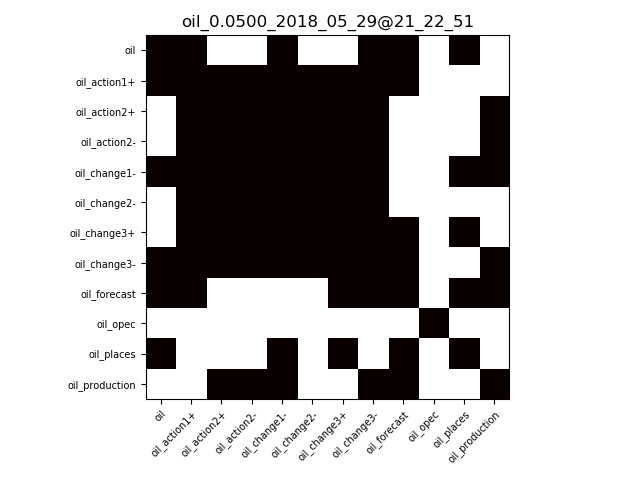 oil_0.0500_2018_05_29@21_22_51
oil
oil_action1+
oil_action2+
oil_action2-
oil_change1-
oil_change2-
oil_change3+
oil_change3-
oil_forecast
oil_opec
oil_places
oil_production
oil
oil_action1+
oil_action2+
oil_action2-
oil_change1-
oil_change2-
oil_change3+
oil_change3-
oil_forecast
oil_opec
oil_places
oil_production